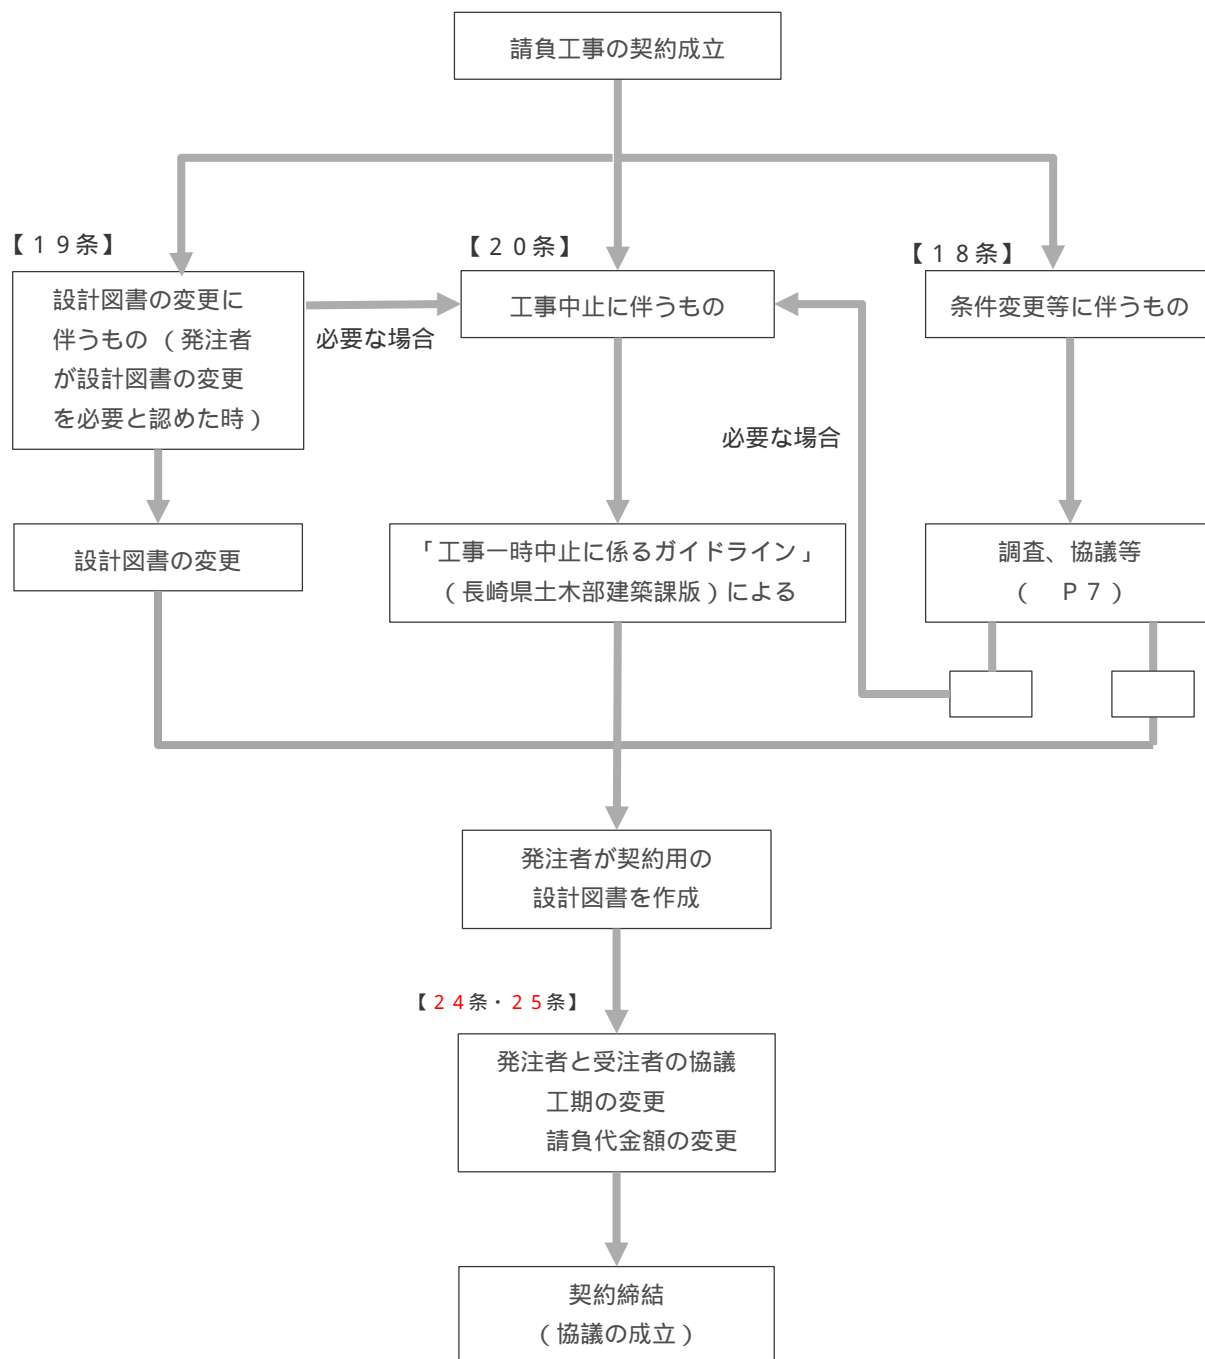 請負工事の契約成立
【１９条】
【２０条】
【１８条】
設計図書の変更に
伴うもの（発注者
が設計図書の変更
を必要と認めた時）
必要な場合
工事中止に伴うもの
条件変更等に伴うもの
必要な場合
設計図書の変更
「工事一時中止に係るガイドライン」
（長崎県土木部建築課版）による
調査、協議等
（　Ｐ７）
発注者が契約用の
設計図書を作成
【２４条・２５条】
発注者と受注者の協議
工期の変更
請負代金額の変更
契約締結
（協議の成立）